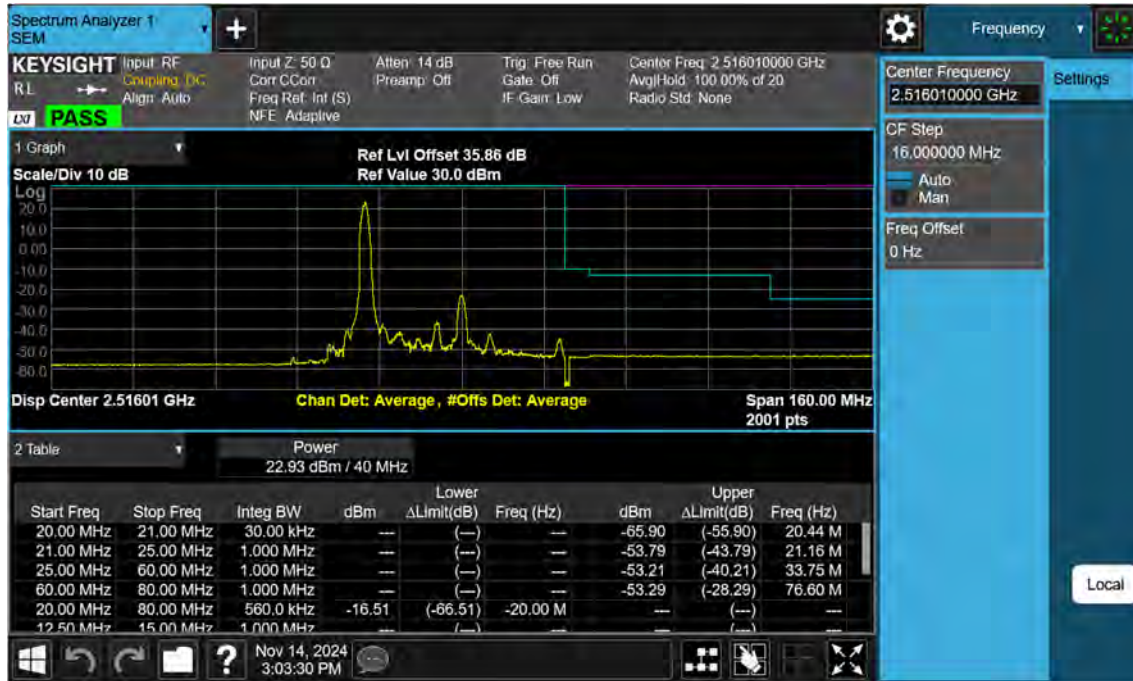 Spectrum Analyzer 1
SEM
Frequency
KEYSIGHT
R L
LXI PASS
Input: RF
Coupling: DC
Align: Auto
Input Z: 50 Ω
Corr CCorr
Freq Ref: Int (S)
NFE: Adaptive
Atten: 14 dB
Preamp: Off
Trig: Free Run
Gate: Off
IF Gain: Low
Center Freq: 2.516010000 GHz
Avg|Hold: 100.00% of 20
Radio Std: None
Center Frequency
2.516010000 GHz
Settings
CF Step
16.000000 MHz
Auto
Man
Freq Offset
0 Hz
1 Graph
Scale/Div 10 dB
Ref Lvl Offset 35.86 dB
Ref Value 30.0 dBm
Log
20.0
10.0
0.00
-10.0
-20.0
-30.0
-40.0
-50.0
-60.0
Disp Center 2.51601 GHz
Chan Det: Average, #Offs Det: Average
Span 160.00 MHz
2001 pts
2 Table
Power
22.93 dBm / 40 MHz
Lower Upper
Start Freq Stop Freq Integ BW dBm ΔLimit(dB) Freq (Hz) dBm ΔLimit(dB) Freq (Hz)
20.00 MHz 21.00 MHz 30.00 kHz --- (---) --- -65.90 (-55.90) 20.44 M
21.00 MHz 25.00 MHz 1.000 MHz --- (---) --- -53.79 (-43.79) 21.16 M
25.00 MHz 60.00 MHz 1.000 MHz --- (---) --- -53.21 (-40.21) 33.75 M
60.00 MHz 80.00 MHz 1.000 MHz --- (---) --- -53.29 (-28.29) 76.60 M
20.00 MHz 80.00 MHz 560.0 kHz -16.51 (-66.51) -20.00 M --- (---) ---
12.50 MHz 15.00 MHz 1.000 MHz --- (---) --- --- (---) ---
Local
?
Nov 14, 2024
3:03:30 PM